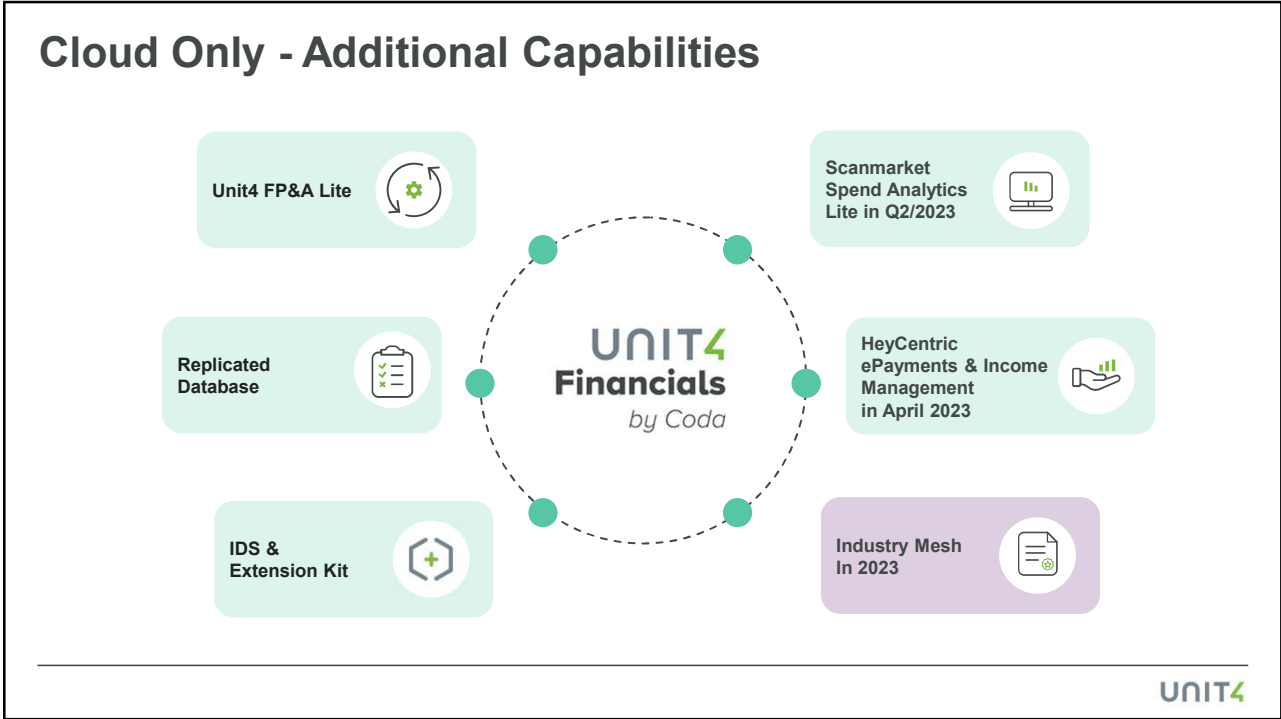 Cloud Only - Additional Capabilities
Unit4 FP&A Lite
Scanmarket
Spend Analytics
Lite in Q2/2023
Replicated
Database
UNIT4
Financials
by Coda
HeyCentric
ePayments & Income
Management
in April 2023
IDS &
Extension Kit
Industry Mesh
In 2023
UNIT4